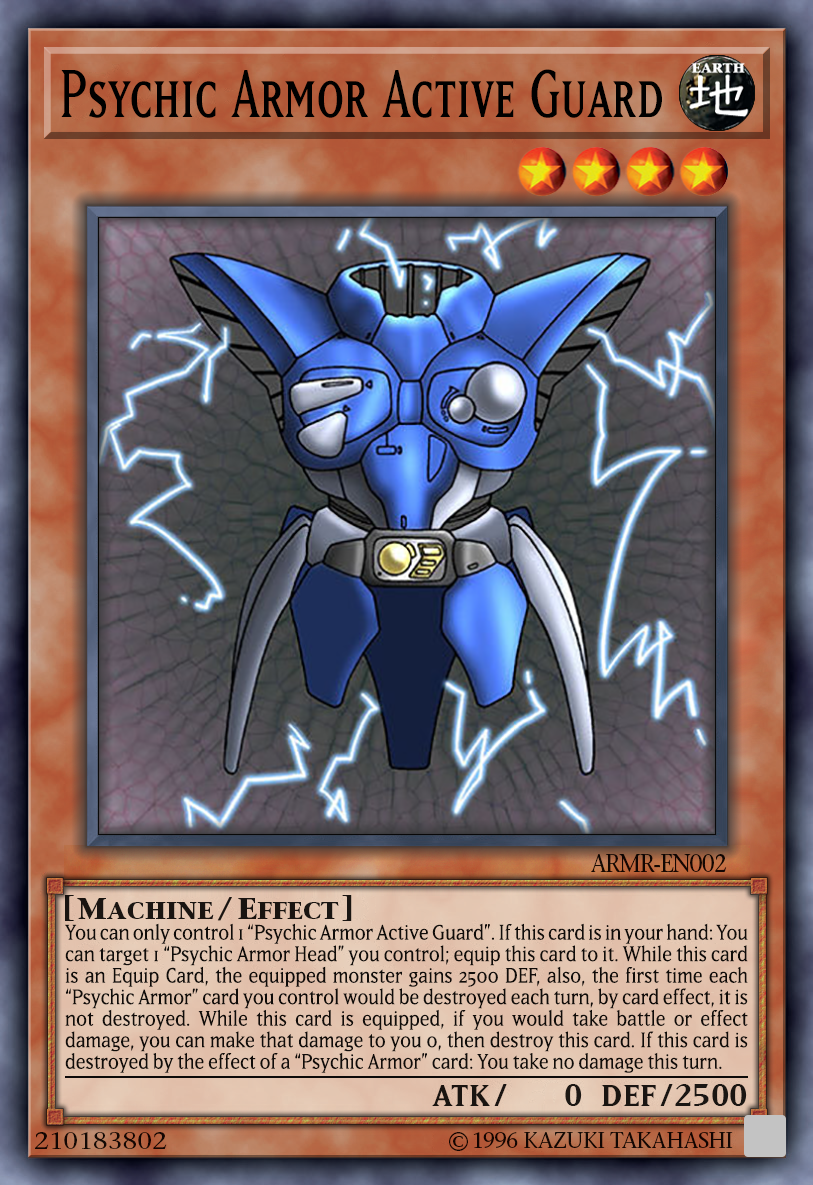 Psychic Armor Active Guard
EARTH
地
ARMR-EN002
[Machine / Effect]
You can only control 1 “Psychic Armor Active Guard”. If this card is in your hand: You
can target 1 “Psychic Armor Head” you control; equip this card to it. While this card
is an Equip Card, the equipped monster gains 2500 DEF, also, the first time each
“Psychic Armor” card you control would be destroyed each turn, by card effect, it is
not destroyed. While this card is equipped, if you would take battle or effect
damage, you can make that damage to you 0, then destroy this card. If this card is
destroyed by the effect of a “Psychic Armor” card: You take no damage this turn.
ATK/ 0 DEF/2500
210183802
© 1996 KAZUKI TAKAHASHI